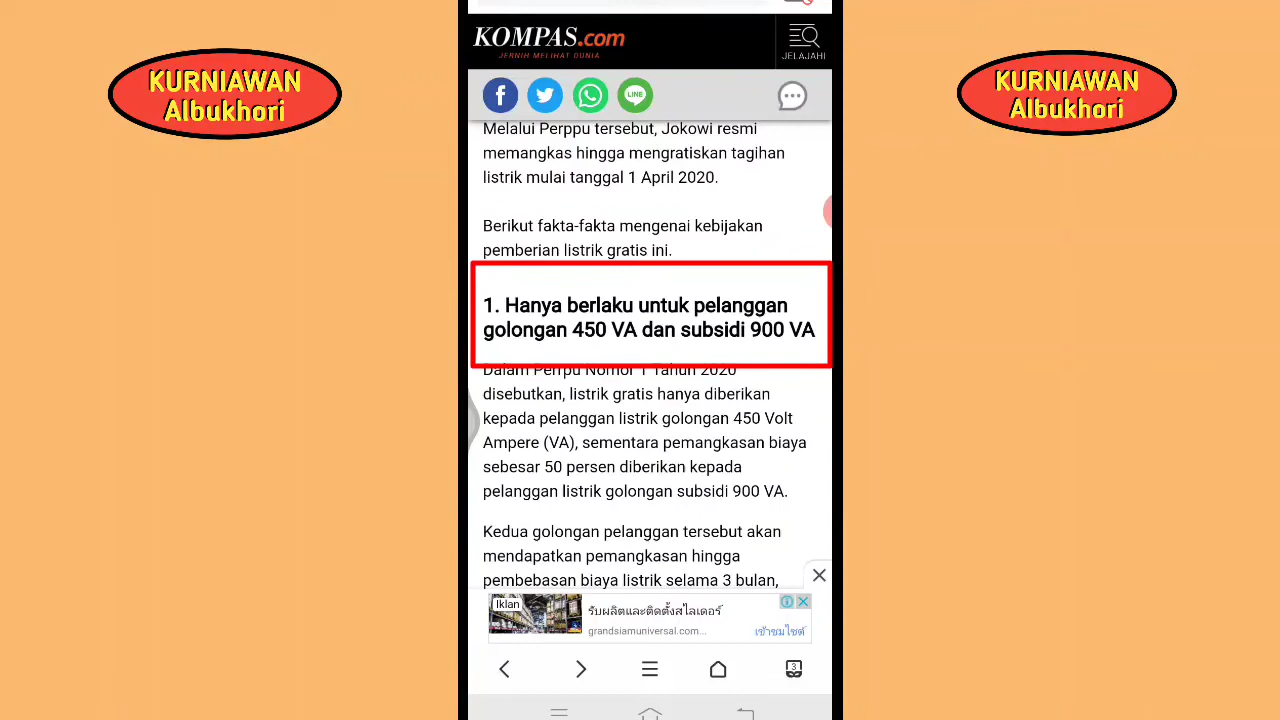 KURNIAWAN
Albukhori
KURNIAWAN
Albukhori
KOMPAS.com
JERNIH MELIHAT DUNIA
JELAJAHI
LINE
Melalui Perppu tersebut, Jokowi resmi
memangkas hingga mengratiskan tagihan
listrik mulai tanggal 1 April 2020.
Berikut fakta-fakta mengenai kebijakan
pemberian listrik gratis ini.
1. Hanya berlaku untuk pelanggan
golongan 450 VA dan subsidi 900 VA
Dalam Perrpu Nomor 1 Tahun 2020
disebutkan, listrik gratis hanya diberikan
kepada pelanggan listrik golongan 450 Volt
Ampere (VA), sementara pemangkasan biaya
sebesar 50 persen diberikan kepada
pelanggan listrik golongan subsidi 900 VA.
Kedua golongan pelanggan tersebut akan
mendapatkan pemangkasan hingga
pembebasan biaya listrik selama 3 bulan,
Iklan
รับผลิตและติดตั้งสไลเดอร์
grandsiamuniversal.com...
เข้าชมไซต์
3